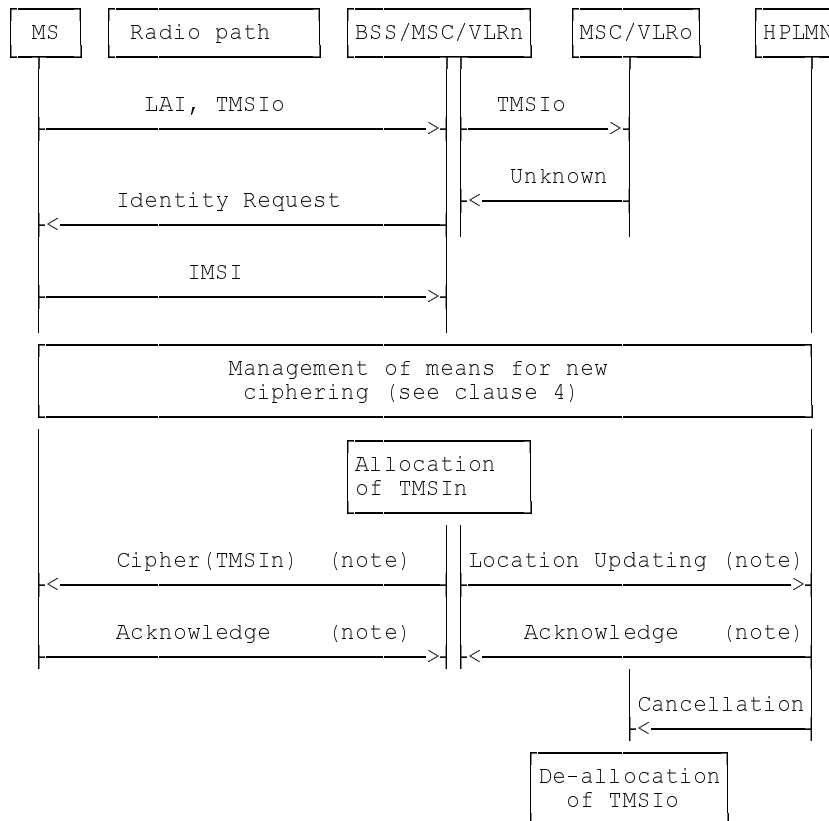 MS Radio path BSS/MSC/VLRn MSC/VLRo HPLMN
LAI, TMSIo TMSIo
Unknown
Identity Request
IMSI
Management of means for new
ciphering (see clause 4)
Allocation
of TMSIn
Cipher(TMSIn) (note) Location Updating (note)
Acknowledge (note) Acknowledge (note)
Cancellation
De-allocation
of TMSIo